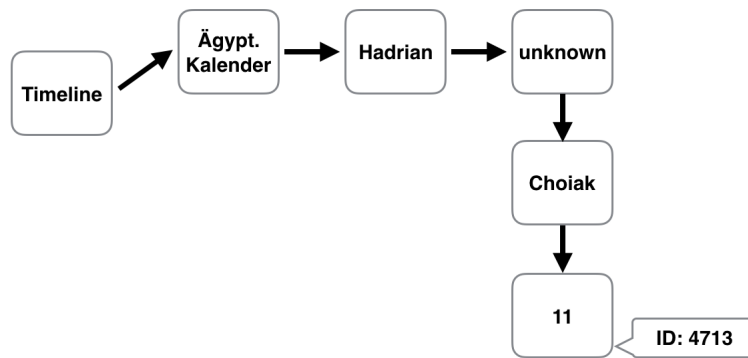 Timeline
Ägypt.
Kalender
Hadrian
unknown
Choiak
11
ID: 4713